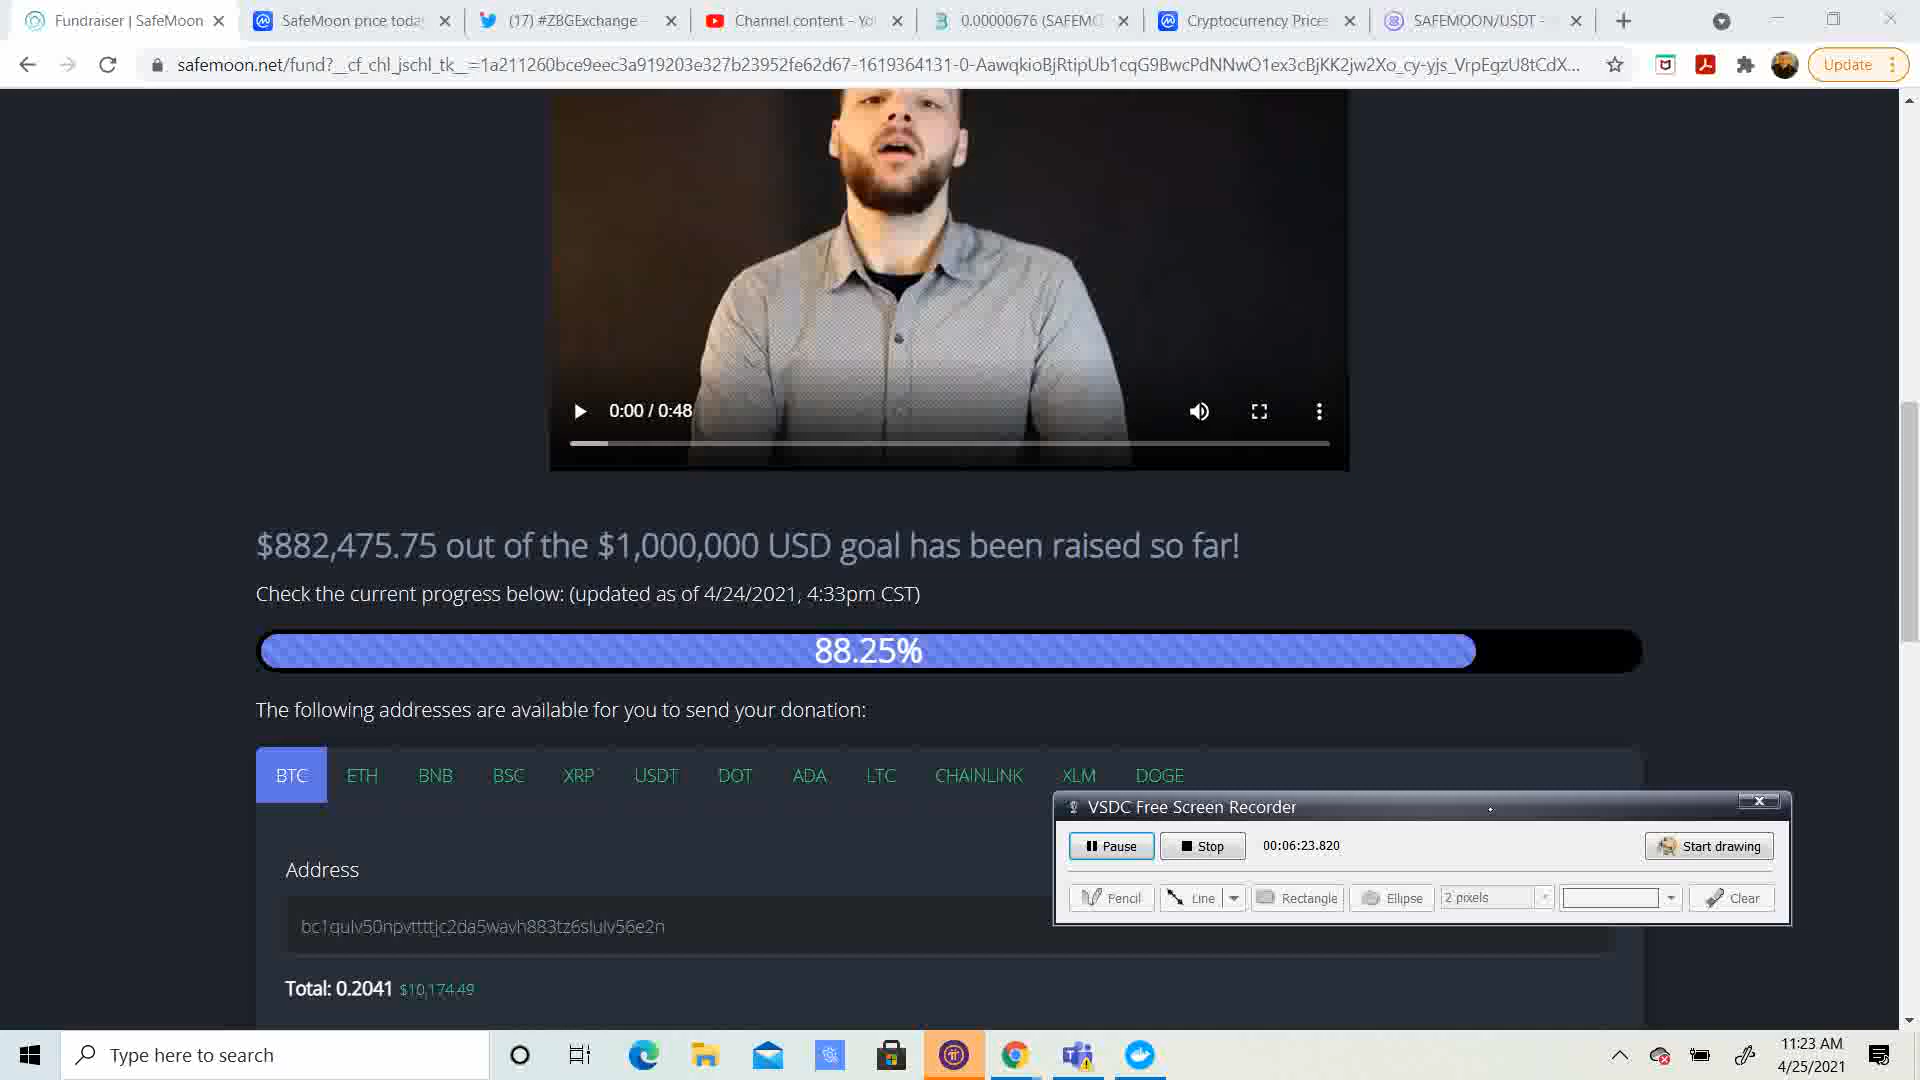 Fundraiser | SafeMoon
SafeMoon price toda
(17) #ZBGExchange -
Channel content - Yo
0.00000676 (SAFEMO
Cryptocurrency Prices
SAFEMOON/USDT -
safemoon.net/fund?__cf_chl_jschl_tk__=1a211260bce9eec3a919203e327b23952fe62d67-1619364131-0-AawqkioBjRtipUb1cqG9BwcPdNNwO1ex3cBjKK2jw2Xo_cy-yjs_VrpEgzU8tCdX...
Update
0:00 / 0:48
$882,475.75 out of the $1,000,000 USD goal has been raised so far!
Check the current progress below: (updated as of 4/24/2021, 4:33pm CST)
88.25%
The following addresses are available for you to send your donation:
BTC ETH BNB BSC XRP USDT DOT ADA LTC CHAINLINK XLM DOGE
VSDC Free Screen Recorder
Pause Stop 00:06:23.820 Start drawing
Pencil Line Rectangle Ellipse 2 pixels Clear
Address
bc1qulv50npvttttjc2da5wavh883tz6slulv56e2n
Total: 0.2041 $10,174.49
Type here to search
11:23 AM
4/25/2021